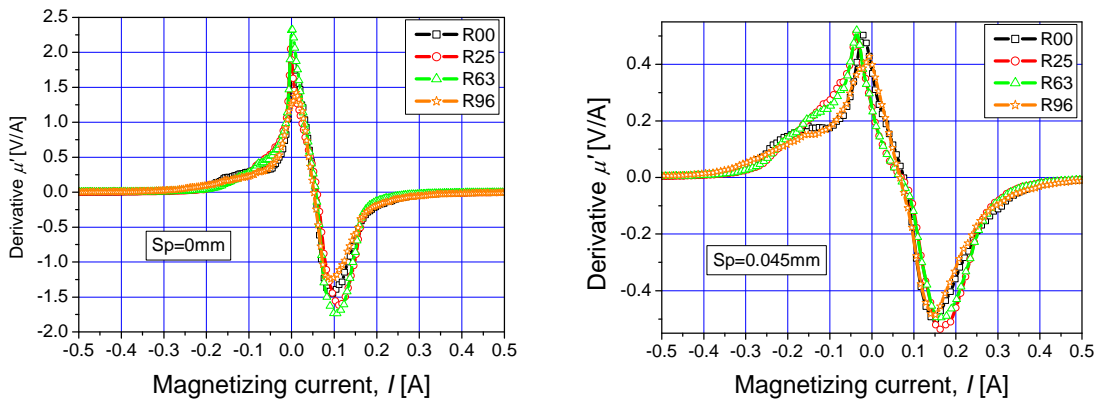 2.5
2.0
1.5
1.0
0.5
0.0
-0.5
-1.0
-1.5
-2.0
Derivative μ' [V/A]
R00
R25
R63
R96
Sp=0mm
-0.5 -0.4 -0.3 -0.2 -0.1 0.0 0.1 0.2 0.3 0.4 0.5
Magnetizing current, I [A]
0.4
0.2
0.0
-0.2
-0.4
Derivative μ' [V/A]
R00
R25
R63
R96
Sp=0.045mm
-0.5 -0.4 -0.3 -0.2 -0.1 0.0 0.1 0.2 0.3 0.4 0.5
Magnetizing current, I [A]